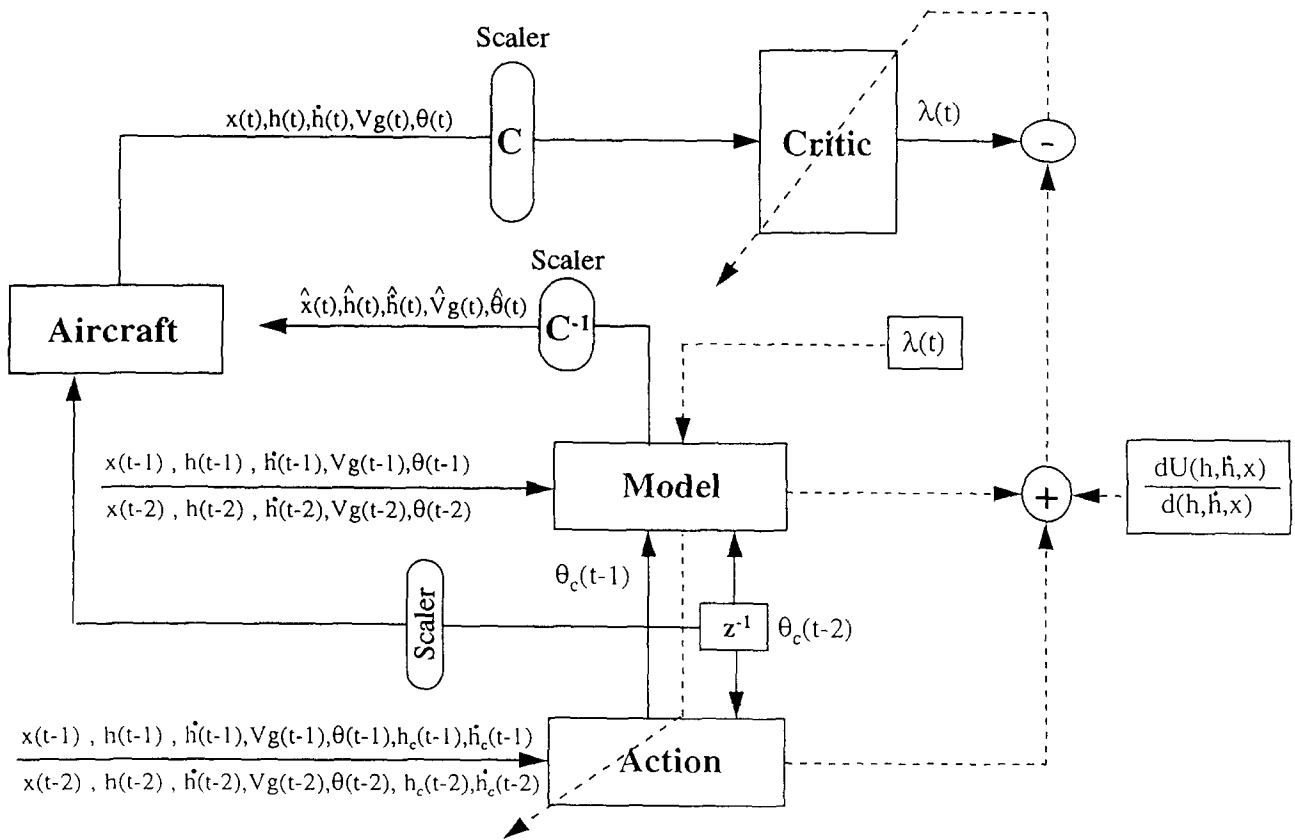 Scaler
x(t),h(t),ḣ(t),Vg(t),θ(t)
C
Critic
λ(t)
-
Scaler
x̂(t),ĥ(t),ḣ̂(t),V̂g(t),θ̂(t)
C⁻¹
Aircraft
λ(t)
x(t-1) , h(t-1) , ḣ(t-1),Vg(t-1),θ(t-1)
x(t-2) , h(t-2) , ḣ(t-2),Vg(t-2),θ(t-2)
Model
+
dU(h,ḣ,x)
d(h,ḣ,x)
θc(t-1)
Scaler
z⁻¹
θc(t-2)
x(t-1) , h(t-1) , ḣ(t-1),Vg(t-1),θ(t-1),hc(t-1),ḣc(t-1)
x(t-2) , h(t-2) , ḣ(t-2),Vg(t-2),θ(t-2), hc(t-2),ḣc(t-2)
Action